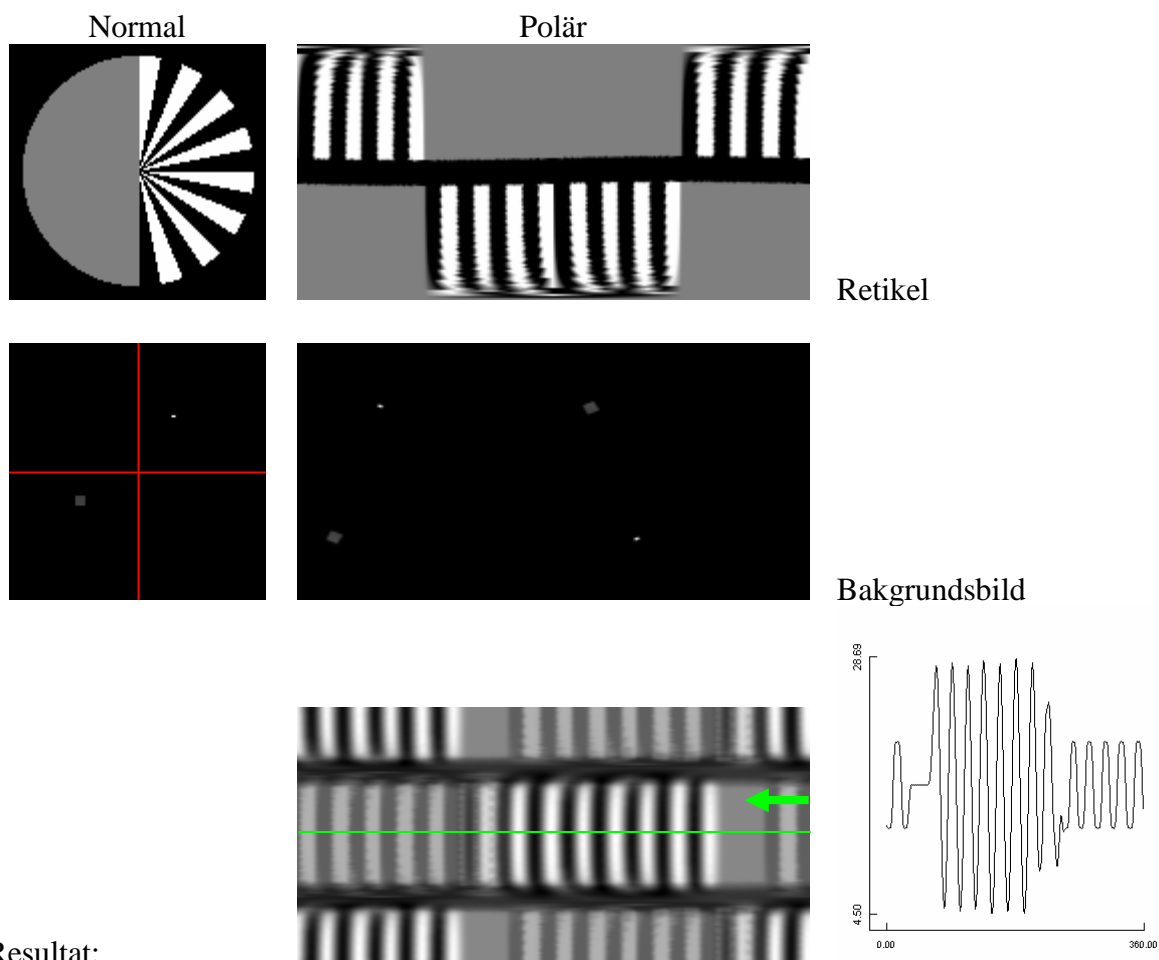 Normal
Polär
Retikel
Bakgrundsbild
28.69
4.50
0.00
360.00
Resultat: